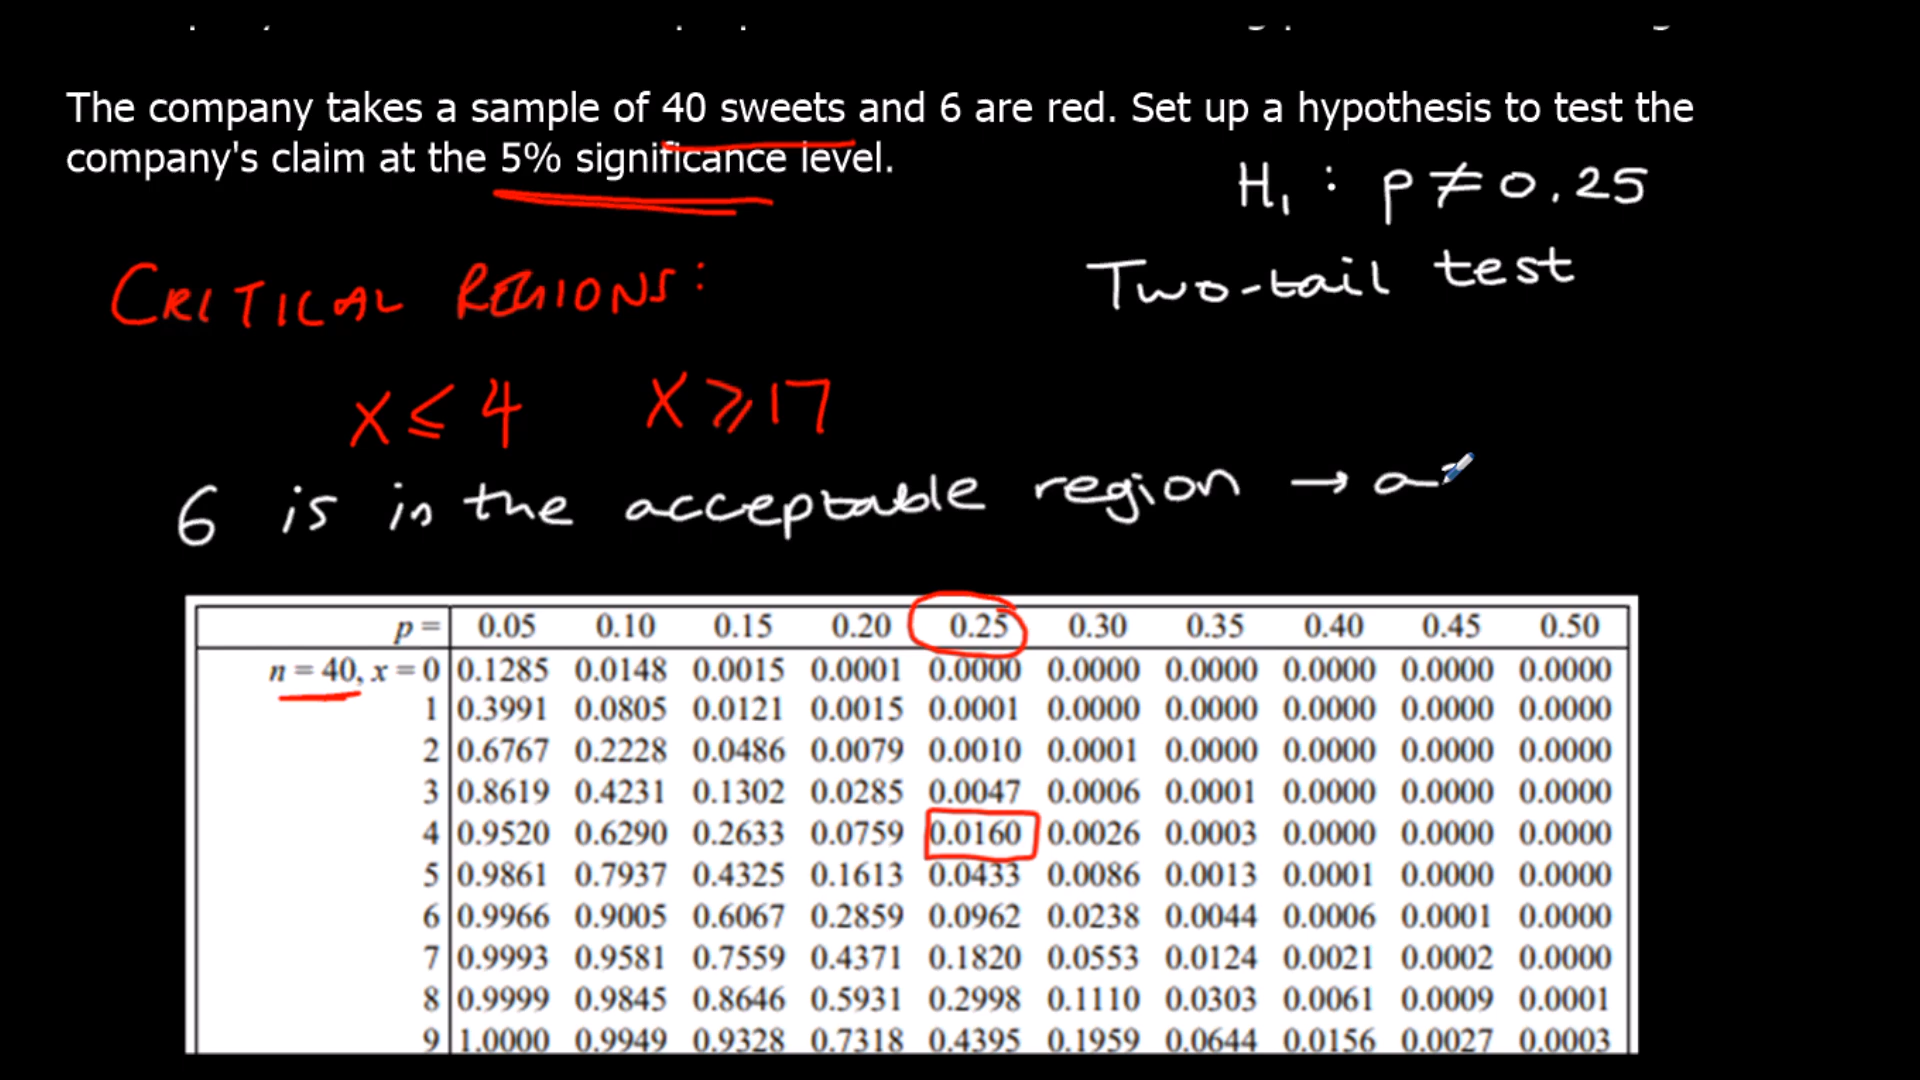 The company takes a sample of 40 sweets and 6 are red. Set up a hypothesis to test the
company's claim at the 5% significance level.
H₁ : p ≠ 0.25
Two-tail test
CRITICAL REGIONS:
X ⩽ 4 X ⩾ 17
6 is in the acceptable region → a
p = 0.05 0.10 0.15 0.20 0.25 0.30 0.35 0.40 0.45 0.50
n = 40, x = 0 0.1285 0.0148 0.0015 0.0001 0.0000 0.0000 0.0000 0.0000 0.0000 0.0000
1 0.3991 0.0805 0.0121 0.0015 0.0001 0.0000 0.0000 0.0000 0.0000 0.0000
2 0.6767 0.2228 0.0486 0.0079 0.0010 0.0001 0.0000 0.0000 0.0000 0.0000
3 0.8619 0.4231 0.1302 0.0285 0.0047 0.0006 0.0001 0.0000 0.0000 0.0000
4 0.9520 0.6290 0.2633 0.0759 0.0160 0.0026 0.0003 0.0000 0.0000 0.0000
5 0.9861 0.7937 0.4325 0.1613 0.0433 0.0086 0.0013 0.0001 0.0000 0.0000
6 0.9966 0.9005 0.6067 0.2859 0.0962 0.0238 0.0044 0.0006 0.0001 0.0000
7 0.9993 0.9581 0.7559 0.4371 0.1820 0.0553 0.0124 0.0021 0.0002 0.0000
8 0.9999 0.9845 0.8646 0.5931 0.2998 0.1110 0.0303 0.0061 0.0009 0.0001
9 1.0000 0.9949 0.9328 0.7318 0.4395 0.1959 0.0644 0.0156 0.0027 0.0003